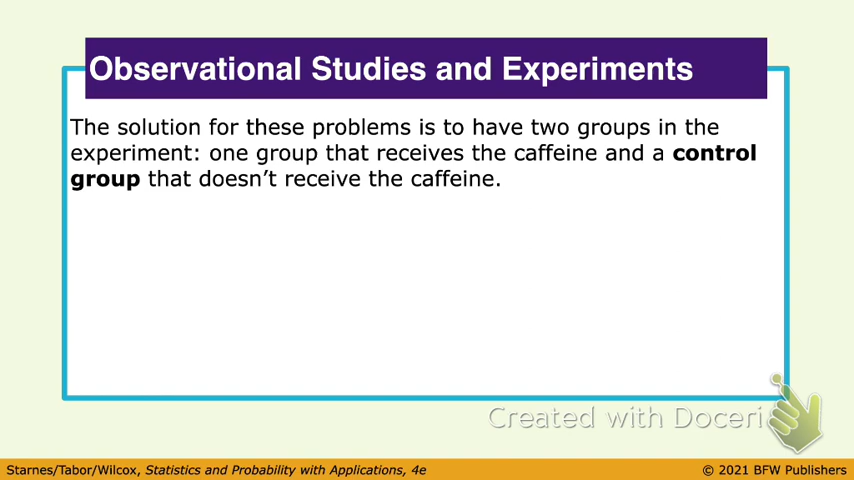 Observational Studies and Experiments
The solution for these problems is to have two groups in the
experiment: one group that receives the caffeine and a control
group that doesn’t receive the caffeine.
Created with Doceri
Starnes/Tabor/Wilcox, Statistics and Probability with Applications, 4e
© 2021 BFW Publishers